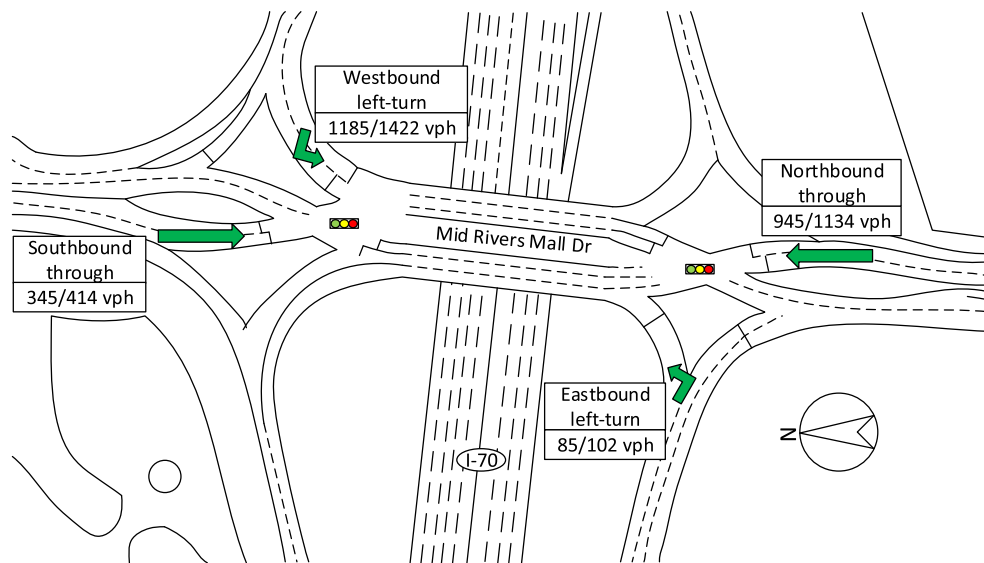 Westbound
left-turn
1185/1422 vph
Northbound
through
945/1134 vph
Mid Rivers Mall Dr
Southbound
through
345/414 vph
Eastbound
left-turn
85/102 vph
N
I-70